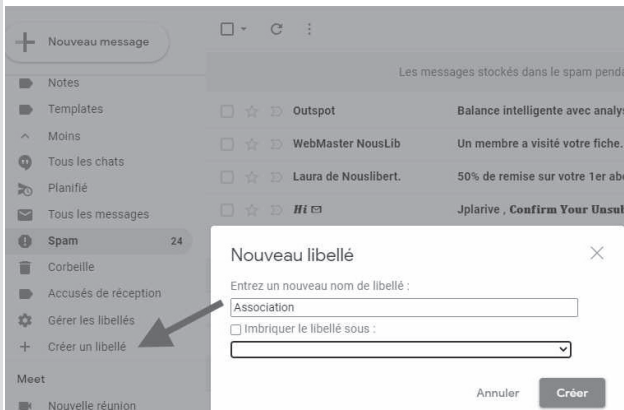 Nouveau message
Notes
Templates
Moins
Tous les chats
Planifié
Tous les messages
Spam 24
Corbeille
Accusés de réception
Gérer les libellés
Créer un libellé
Meet
Nouvelle réunion
Les messages stockés dans le spam penda
Outspot Balance intelligente avec analys
WebMaster NousLib Un membre a visité votre fiche.
Laura de Nouslibert. 50% de remise sur votre 1er abo
Hi Jplarive , Confirm Your Unsul
Nouveau libellé
Entrez un nouveau nom de libellé :
Association
Imbriquer le libellé sous :
Annuler Créer